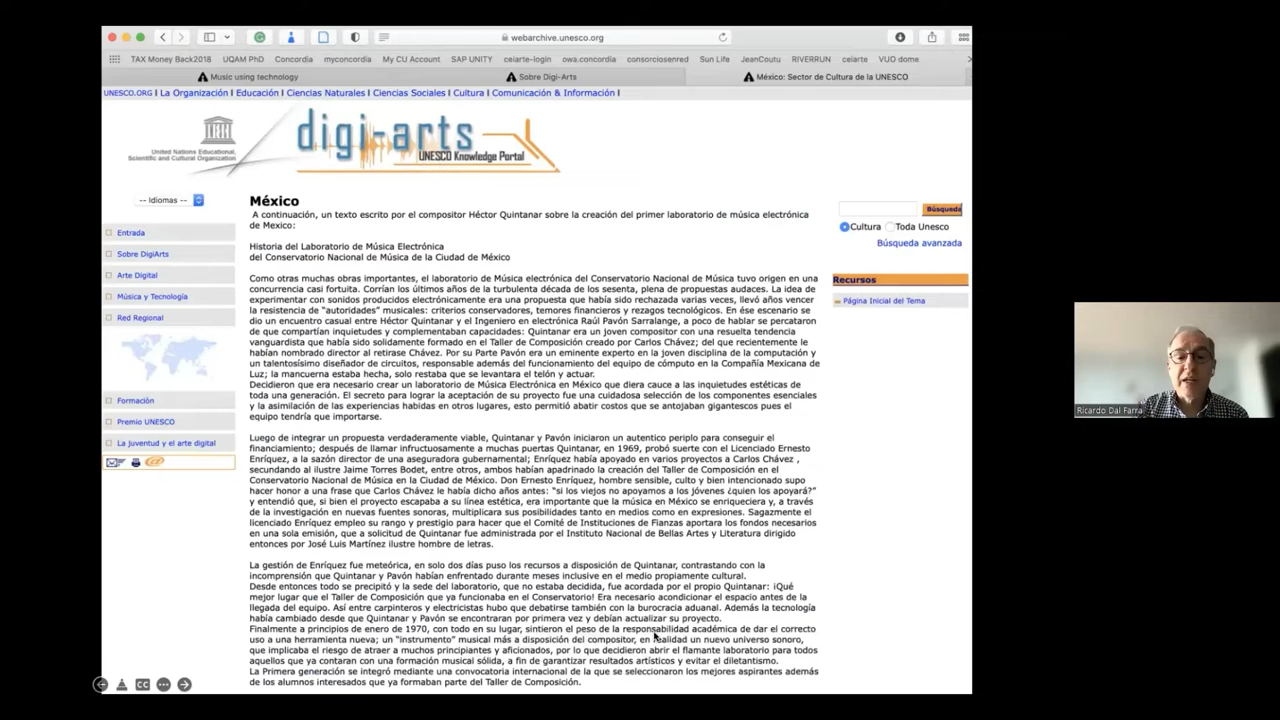 webarchive.unesco.org
TAX Money Back2018 UQAM PhD Concordia myconcordia My CU Account SAP UNITY ceiarte-login owa.concordia consorciosenred Sun Life JeanCoutu RIVERRUN ceiarte VUO dome
Music using technology Sobre Digi-Arts México: Sector de Cultura de la UNESCO
UNESCO.ORG I La Organización I Educación I Ciencias Naturales I Ciencias Sociales I Cultura I Comunicación & Información I
United Nations Educational,
Scientific and Cultural Organization
digi-arts
UNESCO Knowledge Portal
-- Idiomas --
Entrada
Sobre DigiArts
Arte Digital
Música y Tecnología
Red Regional
Formación
Premio UNESCO
La juventud y el arte digital
México
A continuación, un texto escrito por el compositor Héctor Quintanar sobre la creación del primer laboratorio de música electrónica
de Mexico:
Historia del Laboratorio de Música Electrónica
del Conservatorio Nacional de Música de la Ciudad de México
Como otras muchas obras importantes, el laboratorio de Música electrónica del Conservatorio Nacional de Música tuvo origen en una
concurrencia casi fortuita. Corrían los últimos años de la turbulenta década de los sesenta, plena de propuestas audaces. La idea de
experimentar con sonidos producidos electrónicamente era una propuesta que había sido rechazada varias veces, llevó años vencer
la resistencia de "autoridades" musicales: criterios conservadores, temores financieros y rezagos tecnológicos. En ése escenario se
dio un encuentro casual entre Héctor Quintanar y el Ingeniero en electrónica Raúl Pavón Sarralange, a poco de hablar se percataron
de que compartían inquietudes y complementaban capacidades: Quintanar era un joven compositor con una resuelta tendencia
vanguardista que había sido solidamente formado en el Taller de Composición creado por Carlos Chávez; del que recientemente le
habían nombrado director al retirase Chávez. Por su Parte Pavón era un eminente experto en la joven disciplina de la computación y
un talentosísimo diseñador de circuitos, responsable además del funcionamiento del equipo de cómputo en la Compañía Mexicana de
Luz; la mancuerna estaba hecha, solo restaba que se levantara el telón y actuar.
Decidieron que era necesario crear un laboratorio de Música Electrónica en México que diera cauce a las inquietudes estéticas de
toda una generación. El secreto para lograr la aceptación de su proyecto fue una cuidadosa selección de los componentes esenciales
y la asimilación de las experiencias habidas en otros lugares, esto permitió abatir costos que se antojaban gigantescos pues el
equipo tendría que importarse.
Luego de integrar un propuesta verdaderamente viable, Quintanar y Pavón iniciaron un autentico periplo para conseguir el
financiamiento; después de llamar infructuosamente a muchas puertas Quintanar, en 1969, probó suerte con el Licenciado Ernesto
Enríquez, a la sazón director de una aseguradora gubernamental; Enríquez había apoyado en varios proyectos a Carlos Chávez ,
secundando al ilustre Jaime Torres Bodet, entre otros, ambos habían apadrinado la creación del Taller de Composición en el
Conservatorio Nacional de Música en la Ciudad de México. Don Ernesto Enríquez, hombre sensible, culto y bien intencionado supo
hacer honor a una frase que Carlos Chávez le había dicho años antes: "si los viejos no apoyamos a los jóvenes ¿quien los apoyará?"
y entendió que, si bien el proyecto escapaba a su línea estética, era importante que la música en México se enriqueciera y, a través
de la investigación en nuevas fuentes sonoras, multiplicara sus posibilidades tanto en medios como en expresiones. Sagazmente el
licenciado Enríquez empleo su rango y prestigio para hacer que el Comité de Instituciones de Fianzas aportara los fondos necesarios
en una sola emisión, que a solicitud de Quintanar fue administrada por el Instituto Nacional de Bellas Artes y Literatura dirigido
entonces por José Luis Martínez ilustre hombre de letras.
La gestión de Enríquez fue meteórica, en solo dos días puso los recursos a disposición de Quintanar, contrastando con la
incomprensión que Quintanar y Pavón habían enfrentado durante meses inclusive en el medio propiamente cultural.
Desde entonces todo se precipitó y la sede del laboratorio, que no estaba decidida, fue acordada por el propio Quintanar: ¡Qué
mejor lugar que el Taller de Composición que ya funcionaba en el Conservatorio! Era necesario acondicionar el espacio antes de la
llegada del equipo. Así entre carpinteros y electricistas hubo que debatirse también con la burocracia aduanal. Además la tecnología
había cambiado desde que Quintanar y Pavón se encontraran por primera vez y debían actualizar su proyecto.
Finalmente a principios de enero de 1970, con todo en su lugar, sintieron el peso de la responsabilidad académica de dar el correcto
uso a una herramienta nueva; un "instrumento" musical más a disposición del compositor, en realidad un nuevo universo sonoro,
que implicaba el riesgo de atraer a muchos principiantes y aficionados, por lo que decidieron abrir el flamante laboratorio para todos
aquellos que ya contaran con una formación musical sólida, a fin de garantizar resultados artísticos y evitar el diletantismo.
La Primera generación se integró mediante una convocatoria internacional de la que se seleccionaron los mejores aspirantes además
de los alumnos interesados que ya formaban parte del Taller de Composición.
Búsqueda
Cultura Toda Unesco
Búsqueda avanzada
Recursos
Página Inicial del Tema
Ricardo Dal Farra
CC